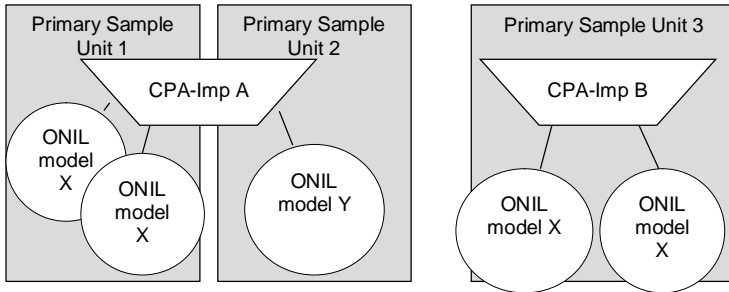 Primary Sample
Unit 1
Primary Sample
Unit 2
Primary Sample Unit 3
CPA-Imp A
CPA-Imp B
ONIL
model
X
ONIL
model
X
ONIL
model Y
ONIL
model X
ONIL
model
X